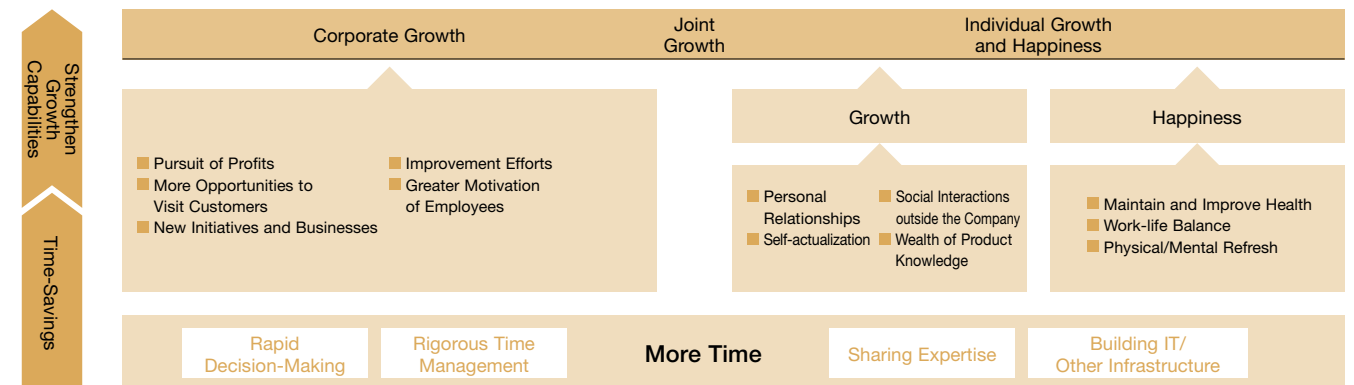 Strengthen
Growth
Capabilities
Time-Savings
Corporate Growth
Joint
Growth
Individual Growth
and Happiness
Pursuit of Profits
More Opportunities to
Visit Customers
New Initiatives and Businesses
Improvement Efforts
Greater Motivation
of Employees
Growth
Personal
Relationships
Self-actualization
Social Interactions
outside the Company
Wealth of Product
Knowledge
Happiness
Maintain and Improve Health
Work-life Balance
Physical/Mental Refresh
Rapid
Decision-Making
Rigorous Time
Management
More Time
Sharing Expertise
Building IT/
Other Infrastructure